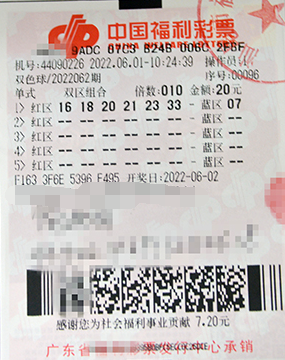 中国福利彩票
机号:44090226 2022.06.01-10:24:39 操作员:1
双色球/2022062期 序号:00096
单式 双区组合 倍数:010 金额:20元
1> 红区 16 18 20 21 23 33 -蓝区 07
2> 红区 -- -- -- -- -- -- -蓝区 --
3> 红区 -- -- -- -- -- -- -蓝区 --
4> 红区 -- -- -- -- -- -- -蓝区 --
5> 红区 -- -- -- -- -- -- -蓝区 --
F163 3F6E 5396 F495 开奖日:2022-06-02
感谢您为社会福利事业贡献 7.20元
广东省 中心承销